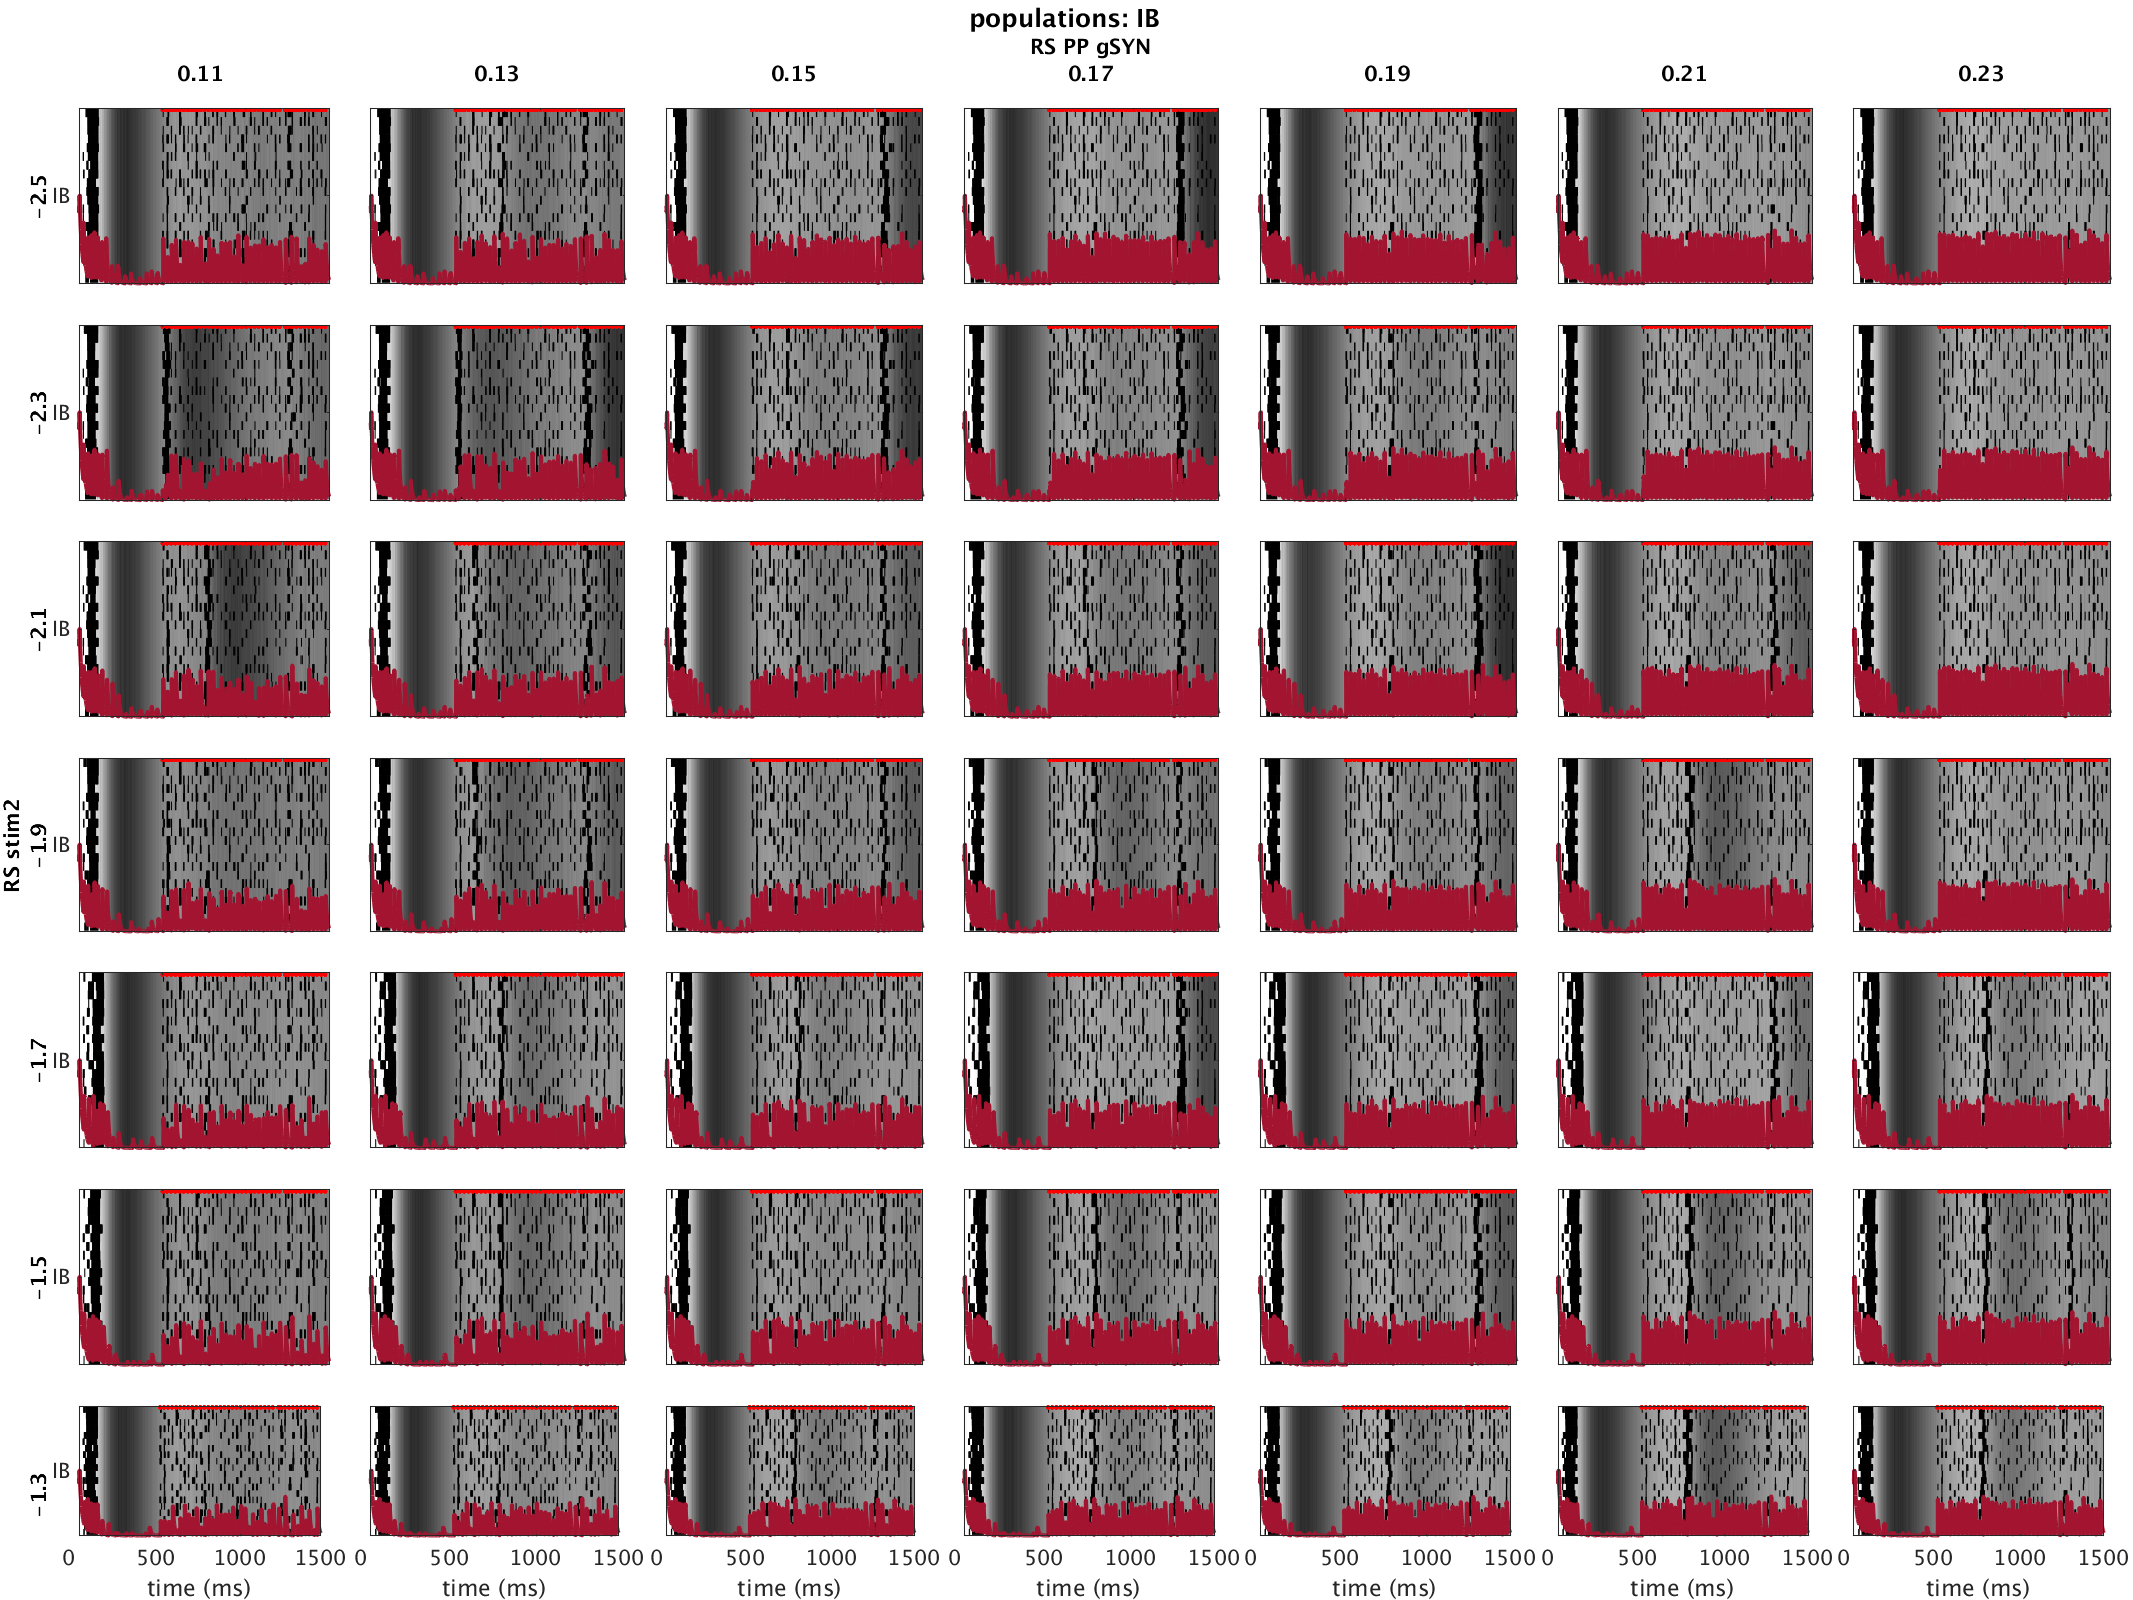 populations: IB
RS PP gSYN
0.11 0.13 0.15 0.17 0.19 0.21 0.23
−2.5 IB
−2.3 IB
−2.1 IB
RS stim2
−1.9 IB
−1.7 IB
−1.5 IB
−1.3 IB
0 500 1000 1500 0 500 1000 1500 0 500 1000 1500 0 500 1000 1500 0 500 1000 1500 0 500 1000 1500 0 500 1000 1500
time (ms) time (ms) time (ms) time (ms) time (ms) time (ms) time (ms)